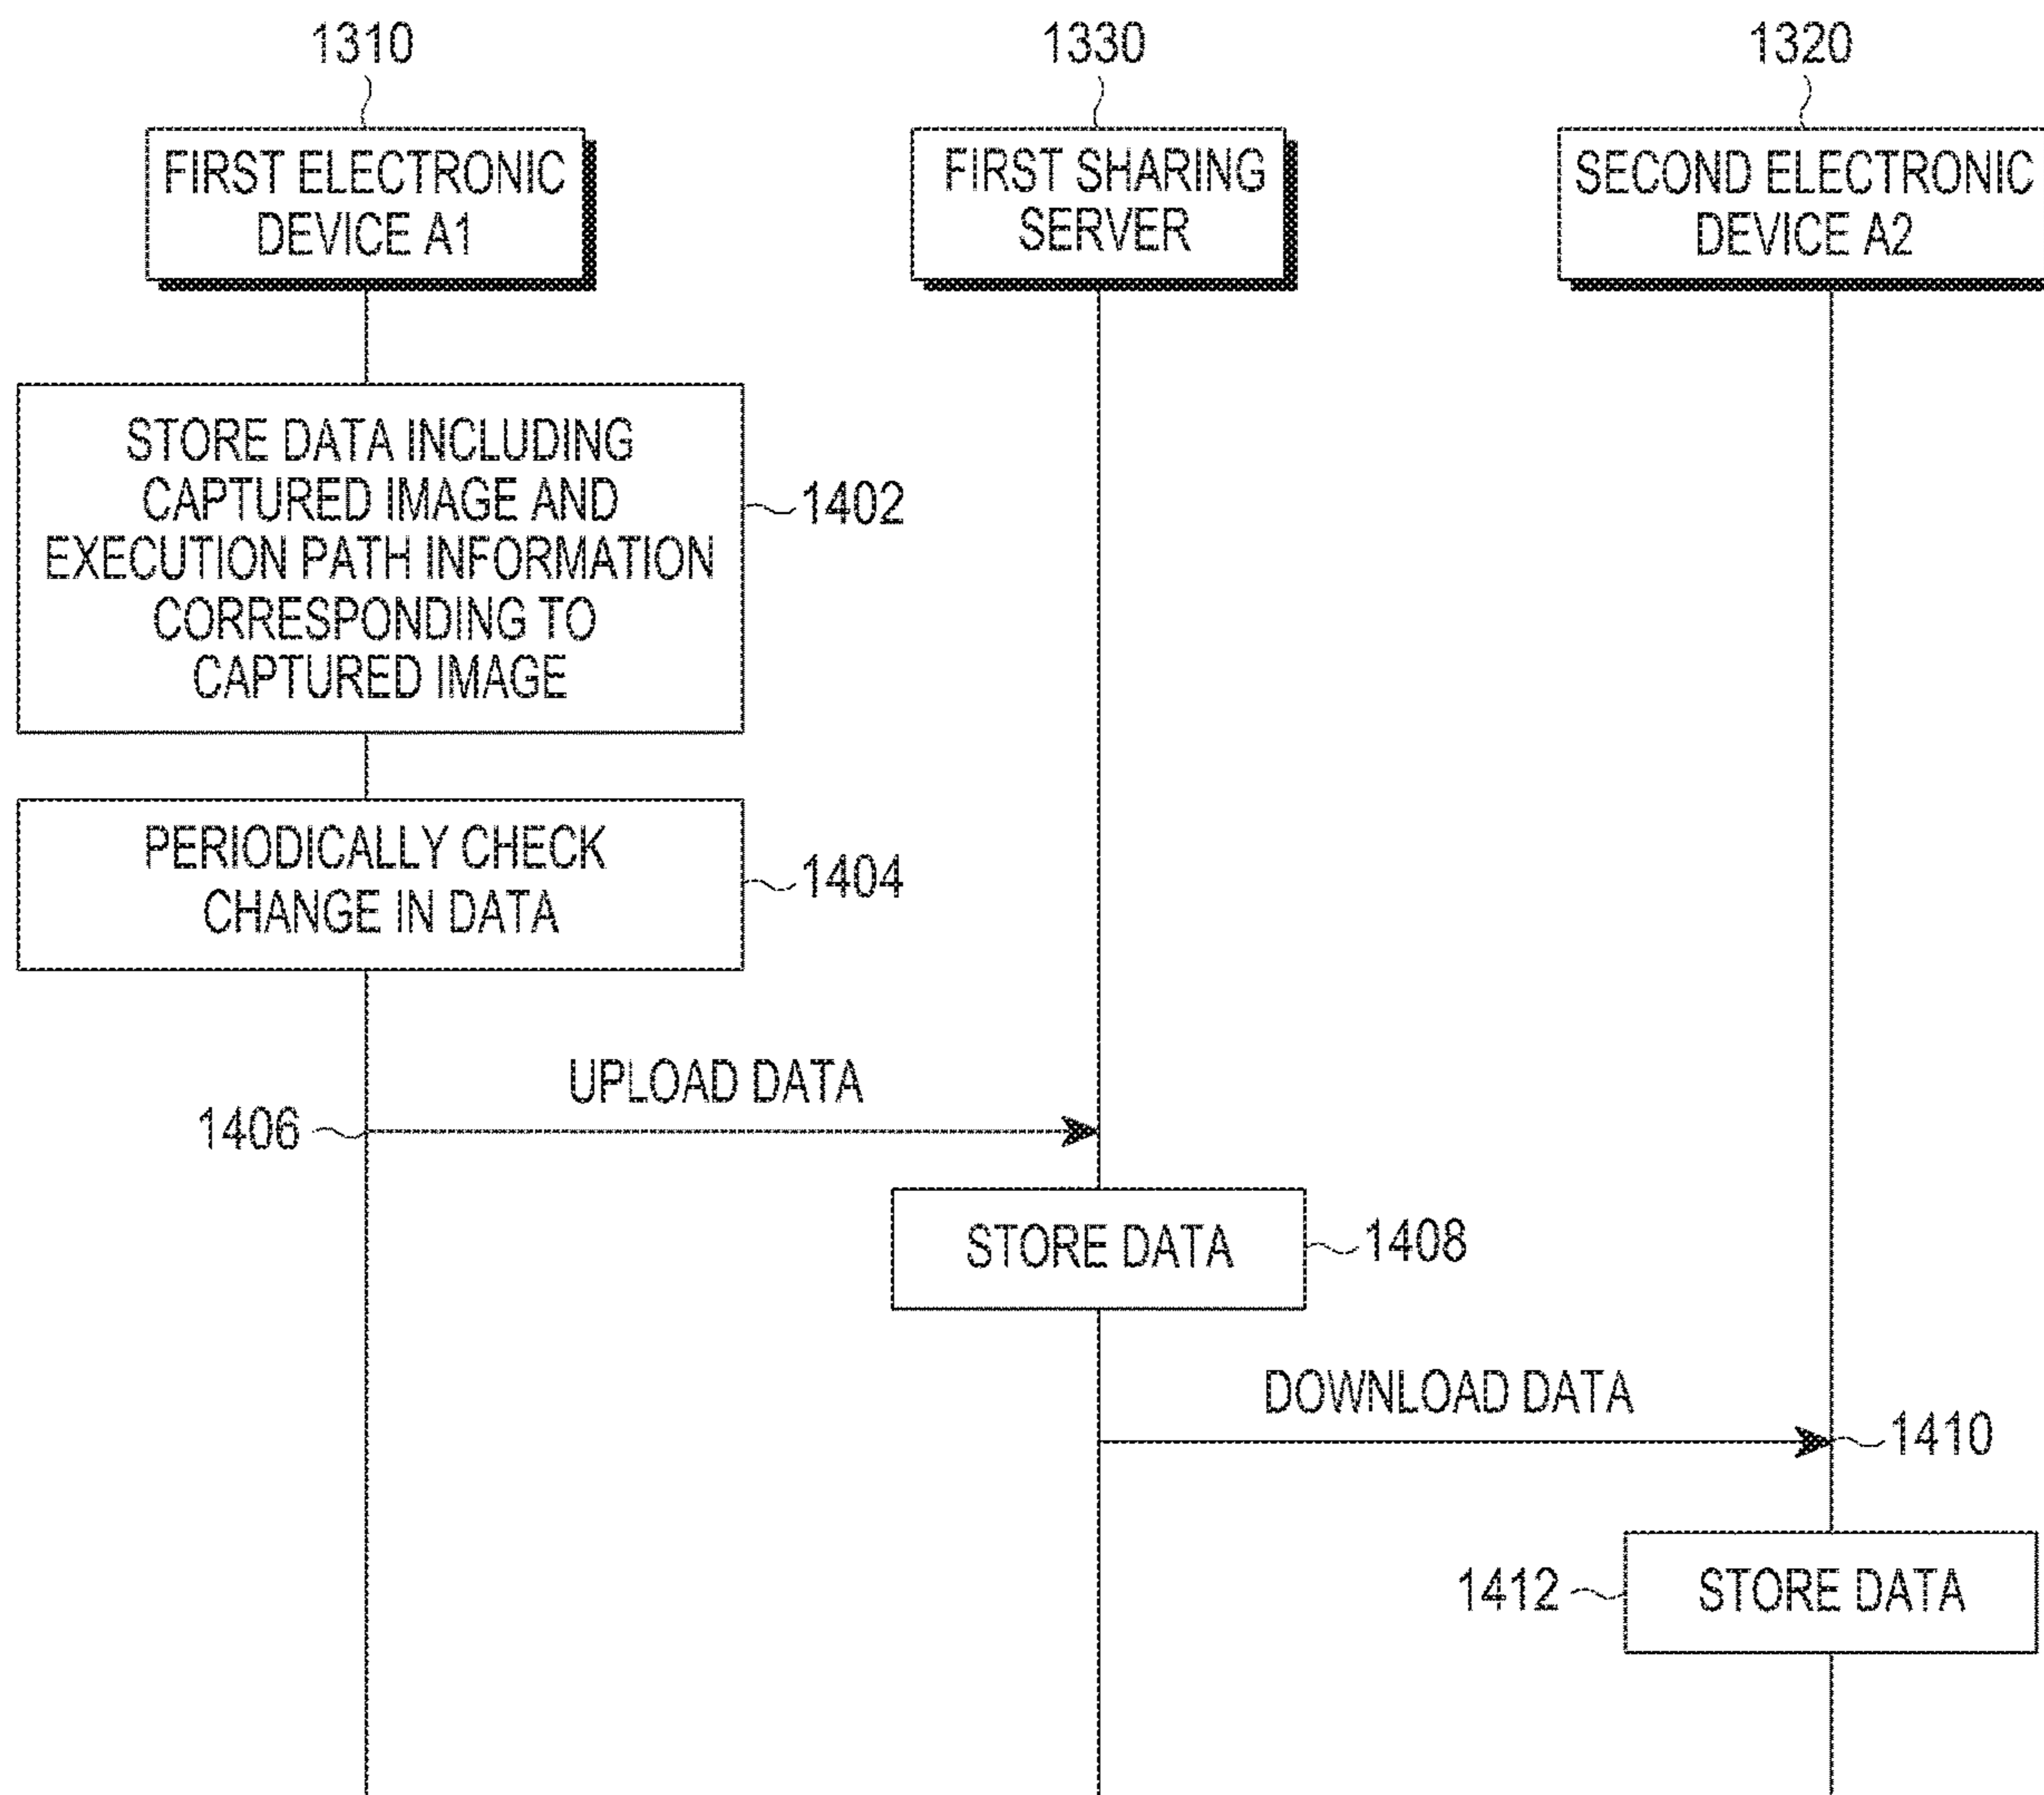 1310
1330
1320
FIRST ELECTRONIC
DEVICE A1
FIRST SHARING
SERVER
SECOND ELECTRONIC
DEVICE A2
STORE DATA INCLUDING
CAPTURED IMAGE AND
EXECUTION PATH INFORMATION
CORRESPONDING TO
CAPTURED IMAGE
1402
PERIODICALLY CHECK
CHANGE IN DATA
1404
UPLOAD DATA
1406
STORE DATA
1408
DOWNLOAD DATA
1410
1412
STORE DATA